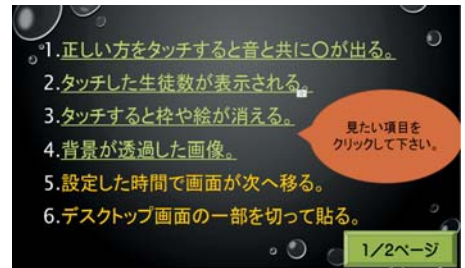 1.正しい方をタッチすると音と共に〇が出る。
2.タッチした生徒数が表示される。
3.タッチすると枠や絵が消える。
4.背景が透過した画像。
5.設定した時間で画面が次へ移る。
6.デスクトップ画面の一部を切って貼る。
見たい項目を
クリックして下さい。
1/2ページ